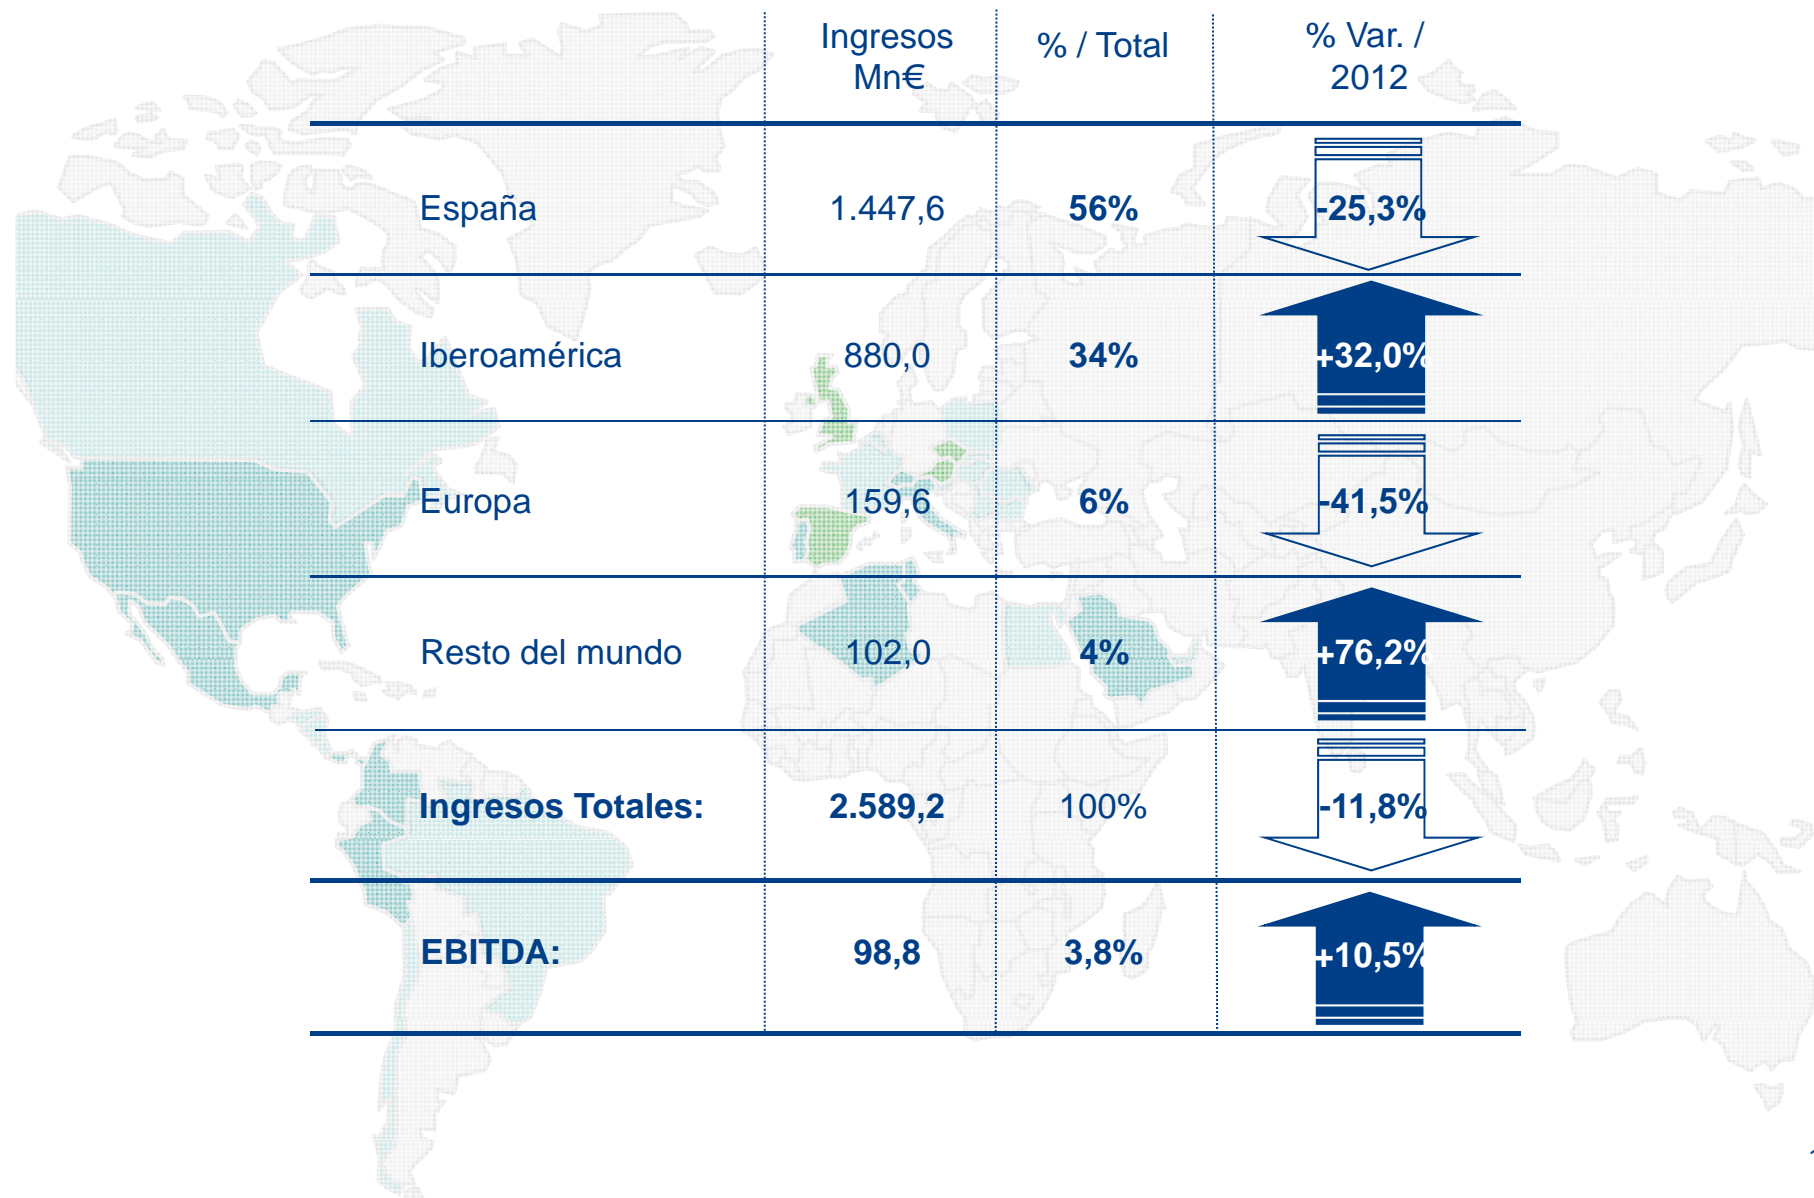 Ingresos
Mn€
% / Total
% Var. /
2012
España 1.447,6 56% -25,3%
Iberoamérica 880,0 34% +32,0%
Europa 159,6 6% -41,5%
Resto del mundo 102,0 4% +76,2%
Ingresos Totales: 2.589,2 100% -11,8%
EBITDA: 98,8 3,8% +10,5%